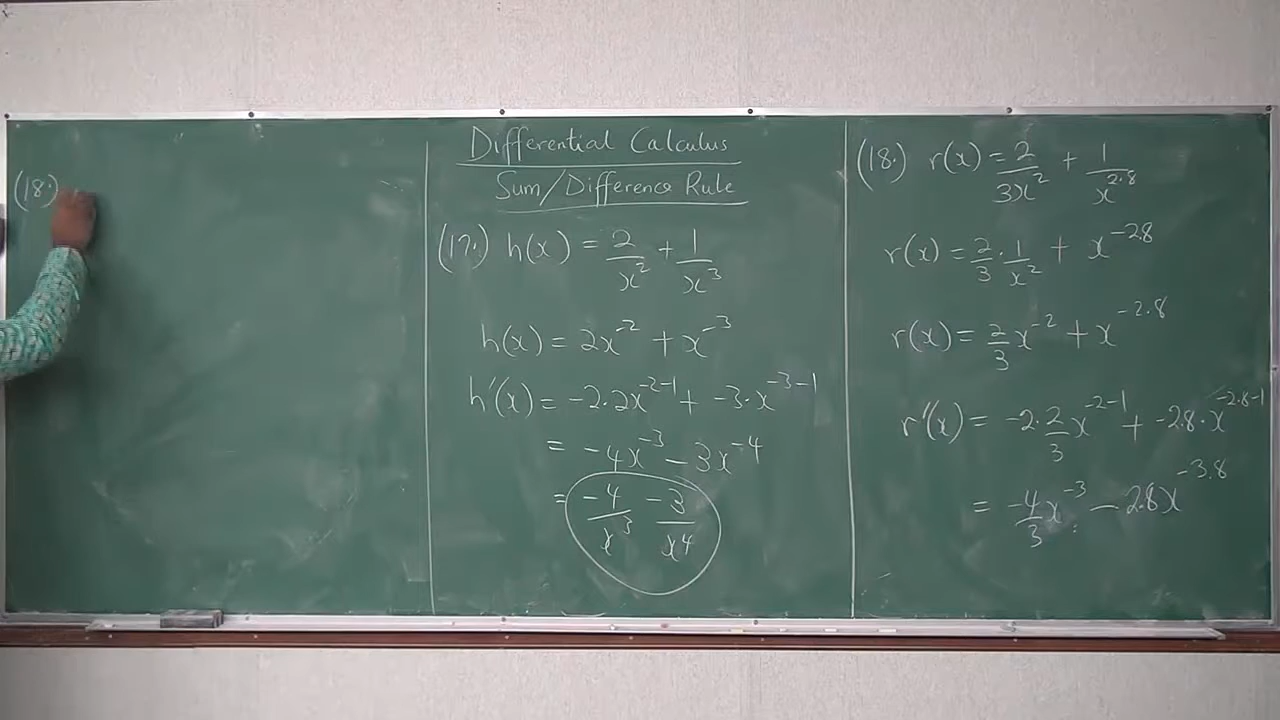 (18.)
Differential Calculus
Sum/Difference Rule
(17.) h(x) = 2/x² + 1/x³
h(x) = 2x⁻² + x⁻³
h'(x) = -2·2x⁻²⁻¹ + -3·x⁻³⁻¹
= -4x⁻³ - 3x⁻⁴
= -4/x³ -3/x⁴
(18.) r(x) = 2/3x² + 1/x^2.8
r(x) = 2/3 · 1/x² + x^-2.8
r(x) = 2/3 x⁻² + x^-2.8
r'(x) = -2·2/3 x⁻²⁻¹ + -2.8·x^-2.8-1
= -4/3 x⁻³ - 2.8x^-3.8